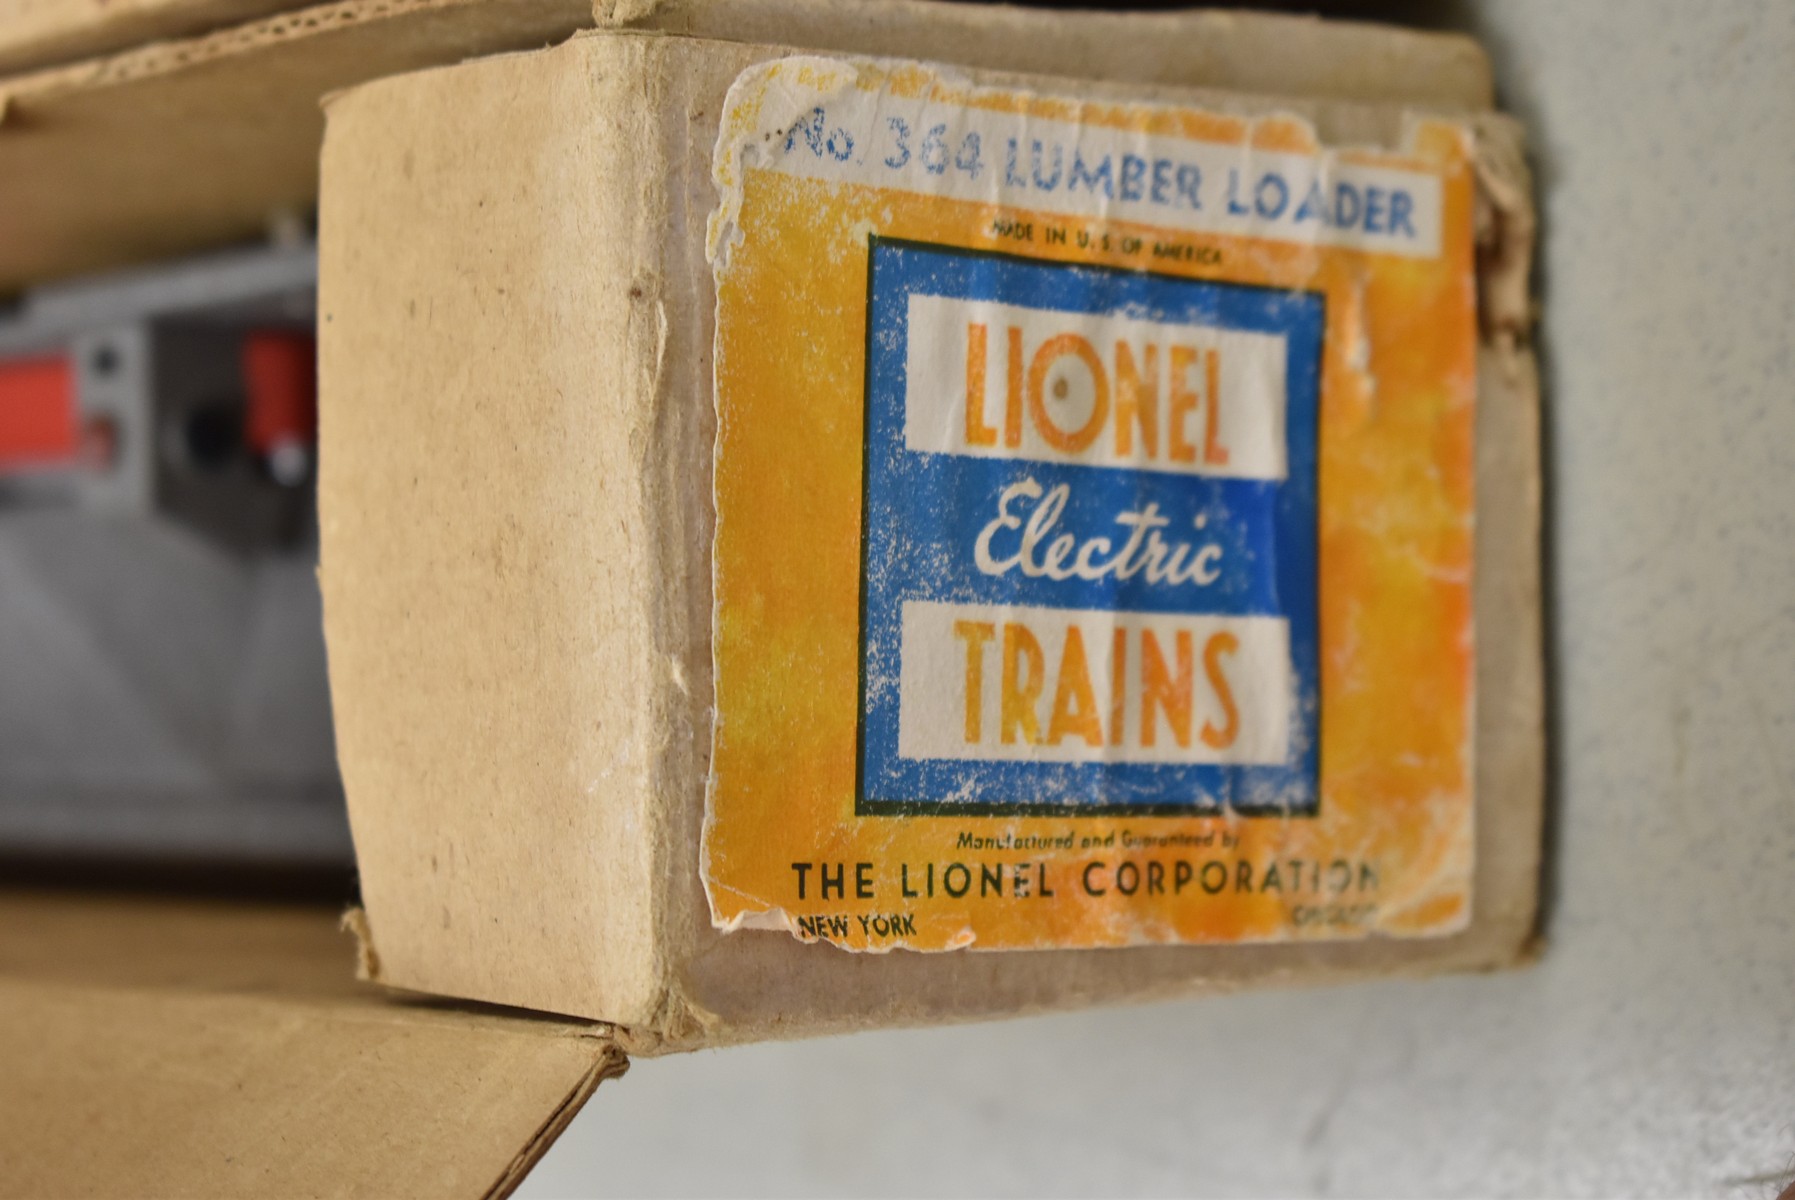 No. 364 LUMBER LOADER
MADE IN U. S. OF AMERICA
LIONEL
Electric
TRAINS
Manufactured and Guaranteed by
THE LIONEL CORPORATION
NEW YORK